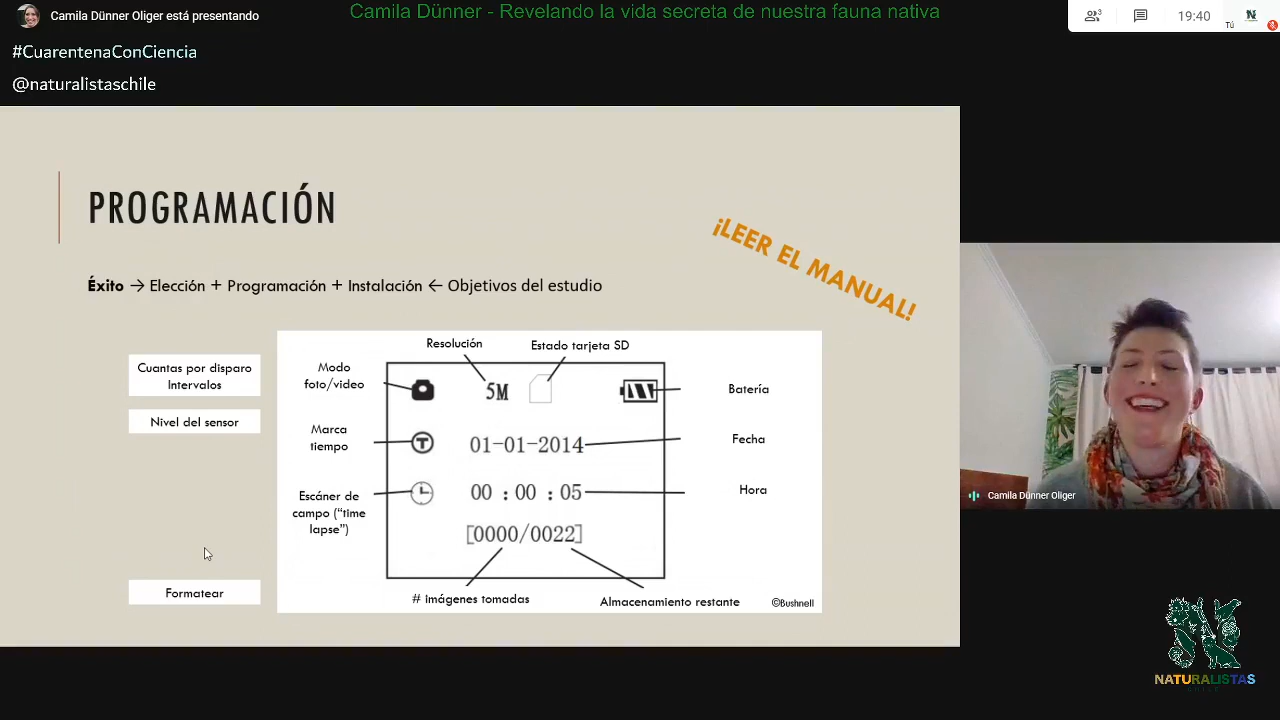 Camila Dünner Oliger está presentando
Camila Dünner - Revelando la vida secreta de nuestra fauna nativa
3
19:40
Tú
#CuarentenaConCiencia
@naturalistaschile
PROGRAMACIÓN
¡LEER EL MANUAL!
Éxito → Elección + Programación + Instalación ← Objetivos del estudio
Cuantas por disparo
Intervalos
Nivel del sensor
Formatear
Resolución
Estado tarjeta SD
Modo
foto/video
5M
Batería
Marca
tiempo
T
01-01-2014
Fecha
Escáner de
campo (“time
lapse”)
00 :00 :05
Hora
[0000/0022]
# Imágenes tomadas
Almacenamiento restante
©Bushnell
Camila Dünner Oliger
NATURALISTAS
CHILE